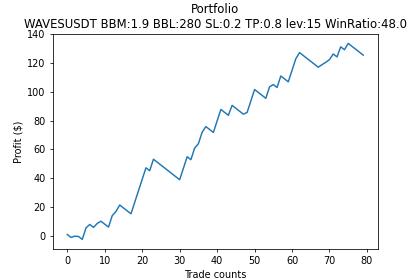 Portfolio
WAVESUSDT BBM:1.9 BBL:280 SL:0.2 TP:0.8 lev:15 WinRatio:48.0
140
120
100
80
60
40
20
0
Profit ($)
0 10 20 30 40 50 60 70 80
Trade counts